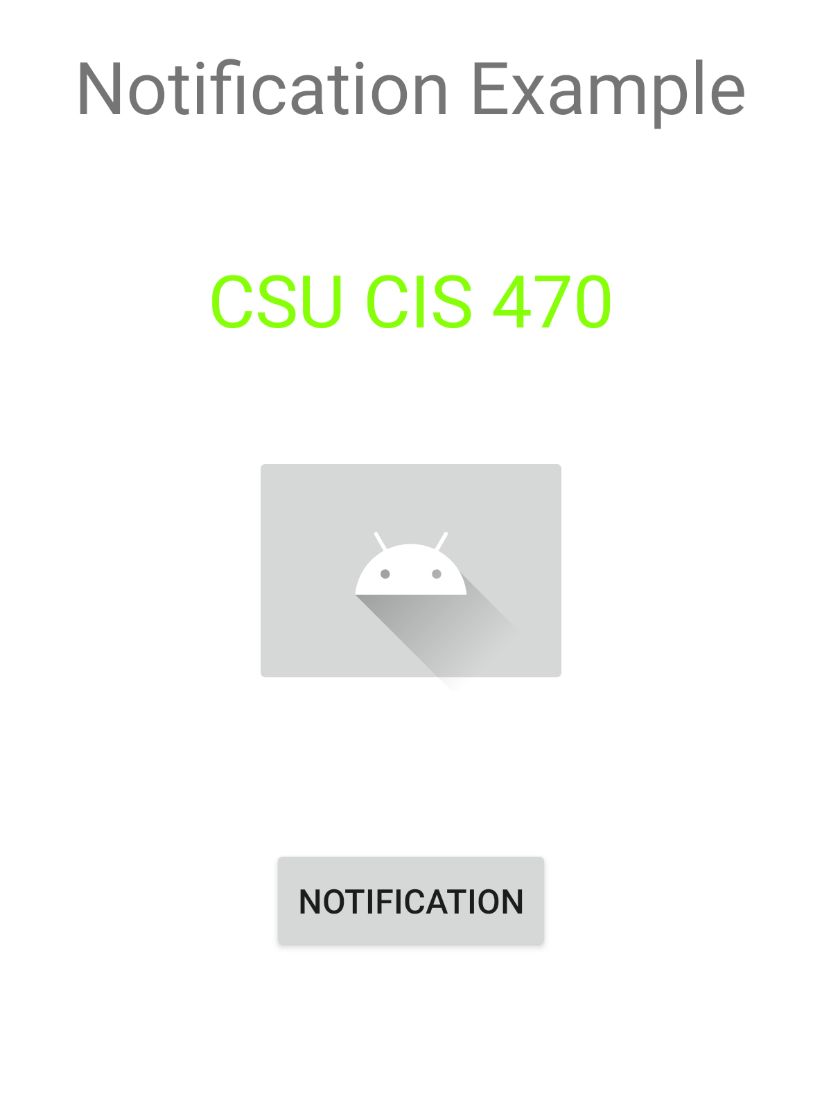 Notification Example
CSU CIS 470
NOTIFICATION